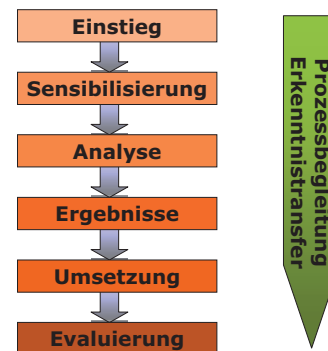 Einstieg
Sensibilisierung
Analyse
Ergebnisse
Umsetzung
Evaluierung
Prozessbegleitung
Erkenntnistransfer